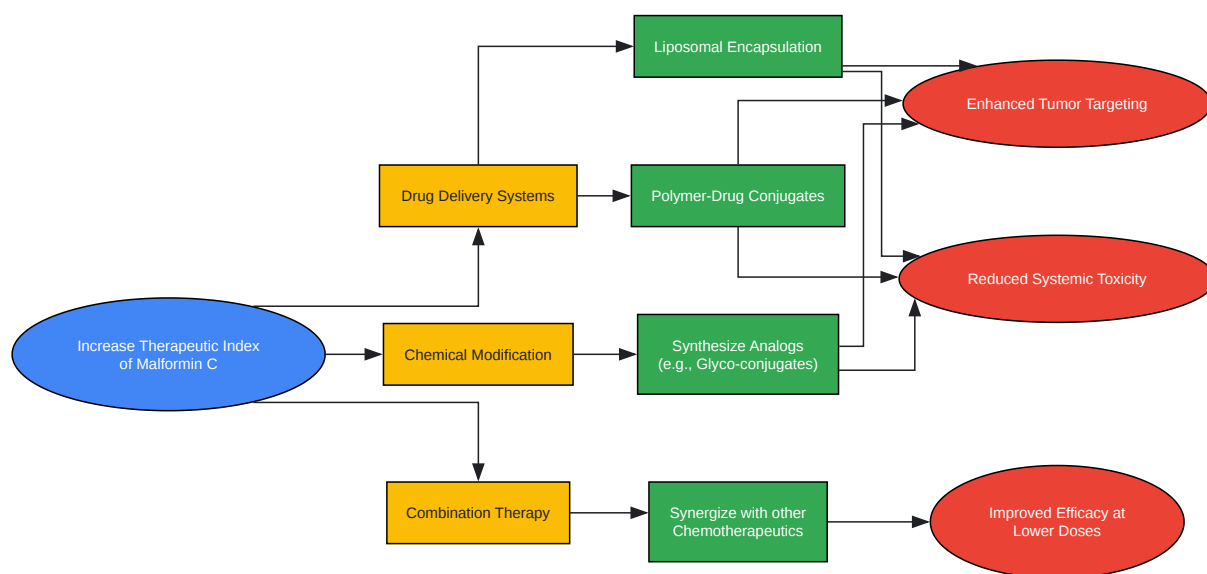 Liposomal Encapsulation
Enhanced Tumor Targeting
Drug Delivery Systems
Polymer-Drug Conjugates
Reduced Systemic Toxicity
Increase Therapeutic Index
of Malformin C
Chemical Modification
Synthesize Analogs
(e.g., Glyco-conjugates)
Combination Therapy
Synergize with other
Chemotherapeutics
Improved Efficacy at
Lower Doses